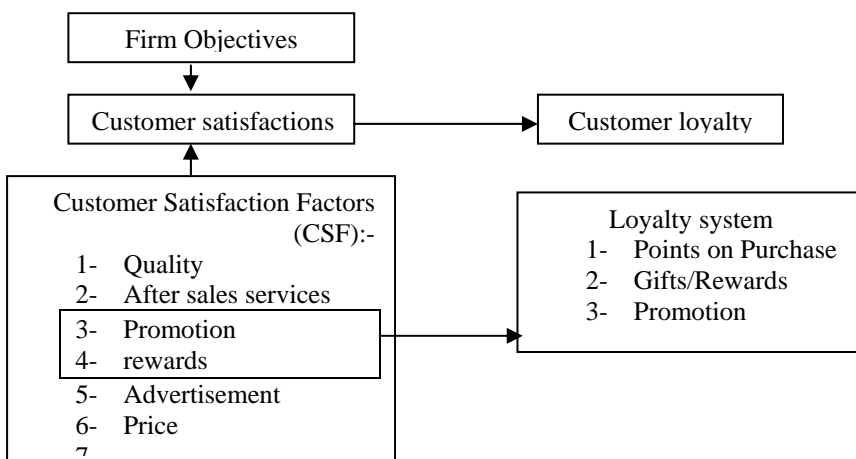 Firm Objectives
Customer satisfactions
Customer loyalty
Customer Satisfaction Factors
(CSF):-
1- Quality
2- After sales services
3- Promotion
4- rewards
5- Advertisement
6- Price
7
Loyalty system
1- Points on Purchase
2- Gifts/Rewards
3- Promotion